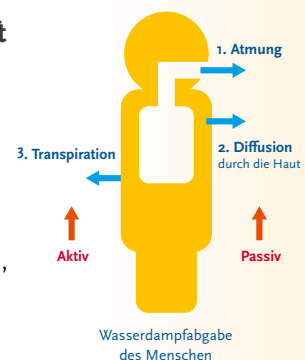 t
1. Atmung
2. Diffusion
durch die Haut
3. Transpiration
Aktiv
Passiv
,
Wasserdampfabgabe
des Menschen